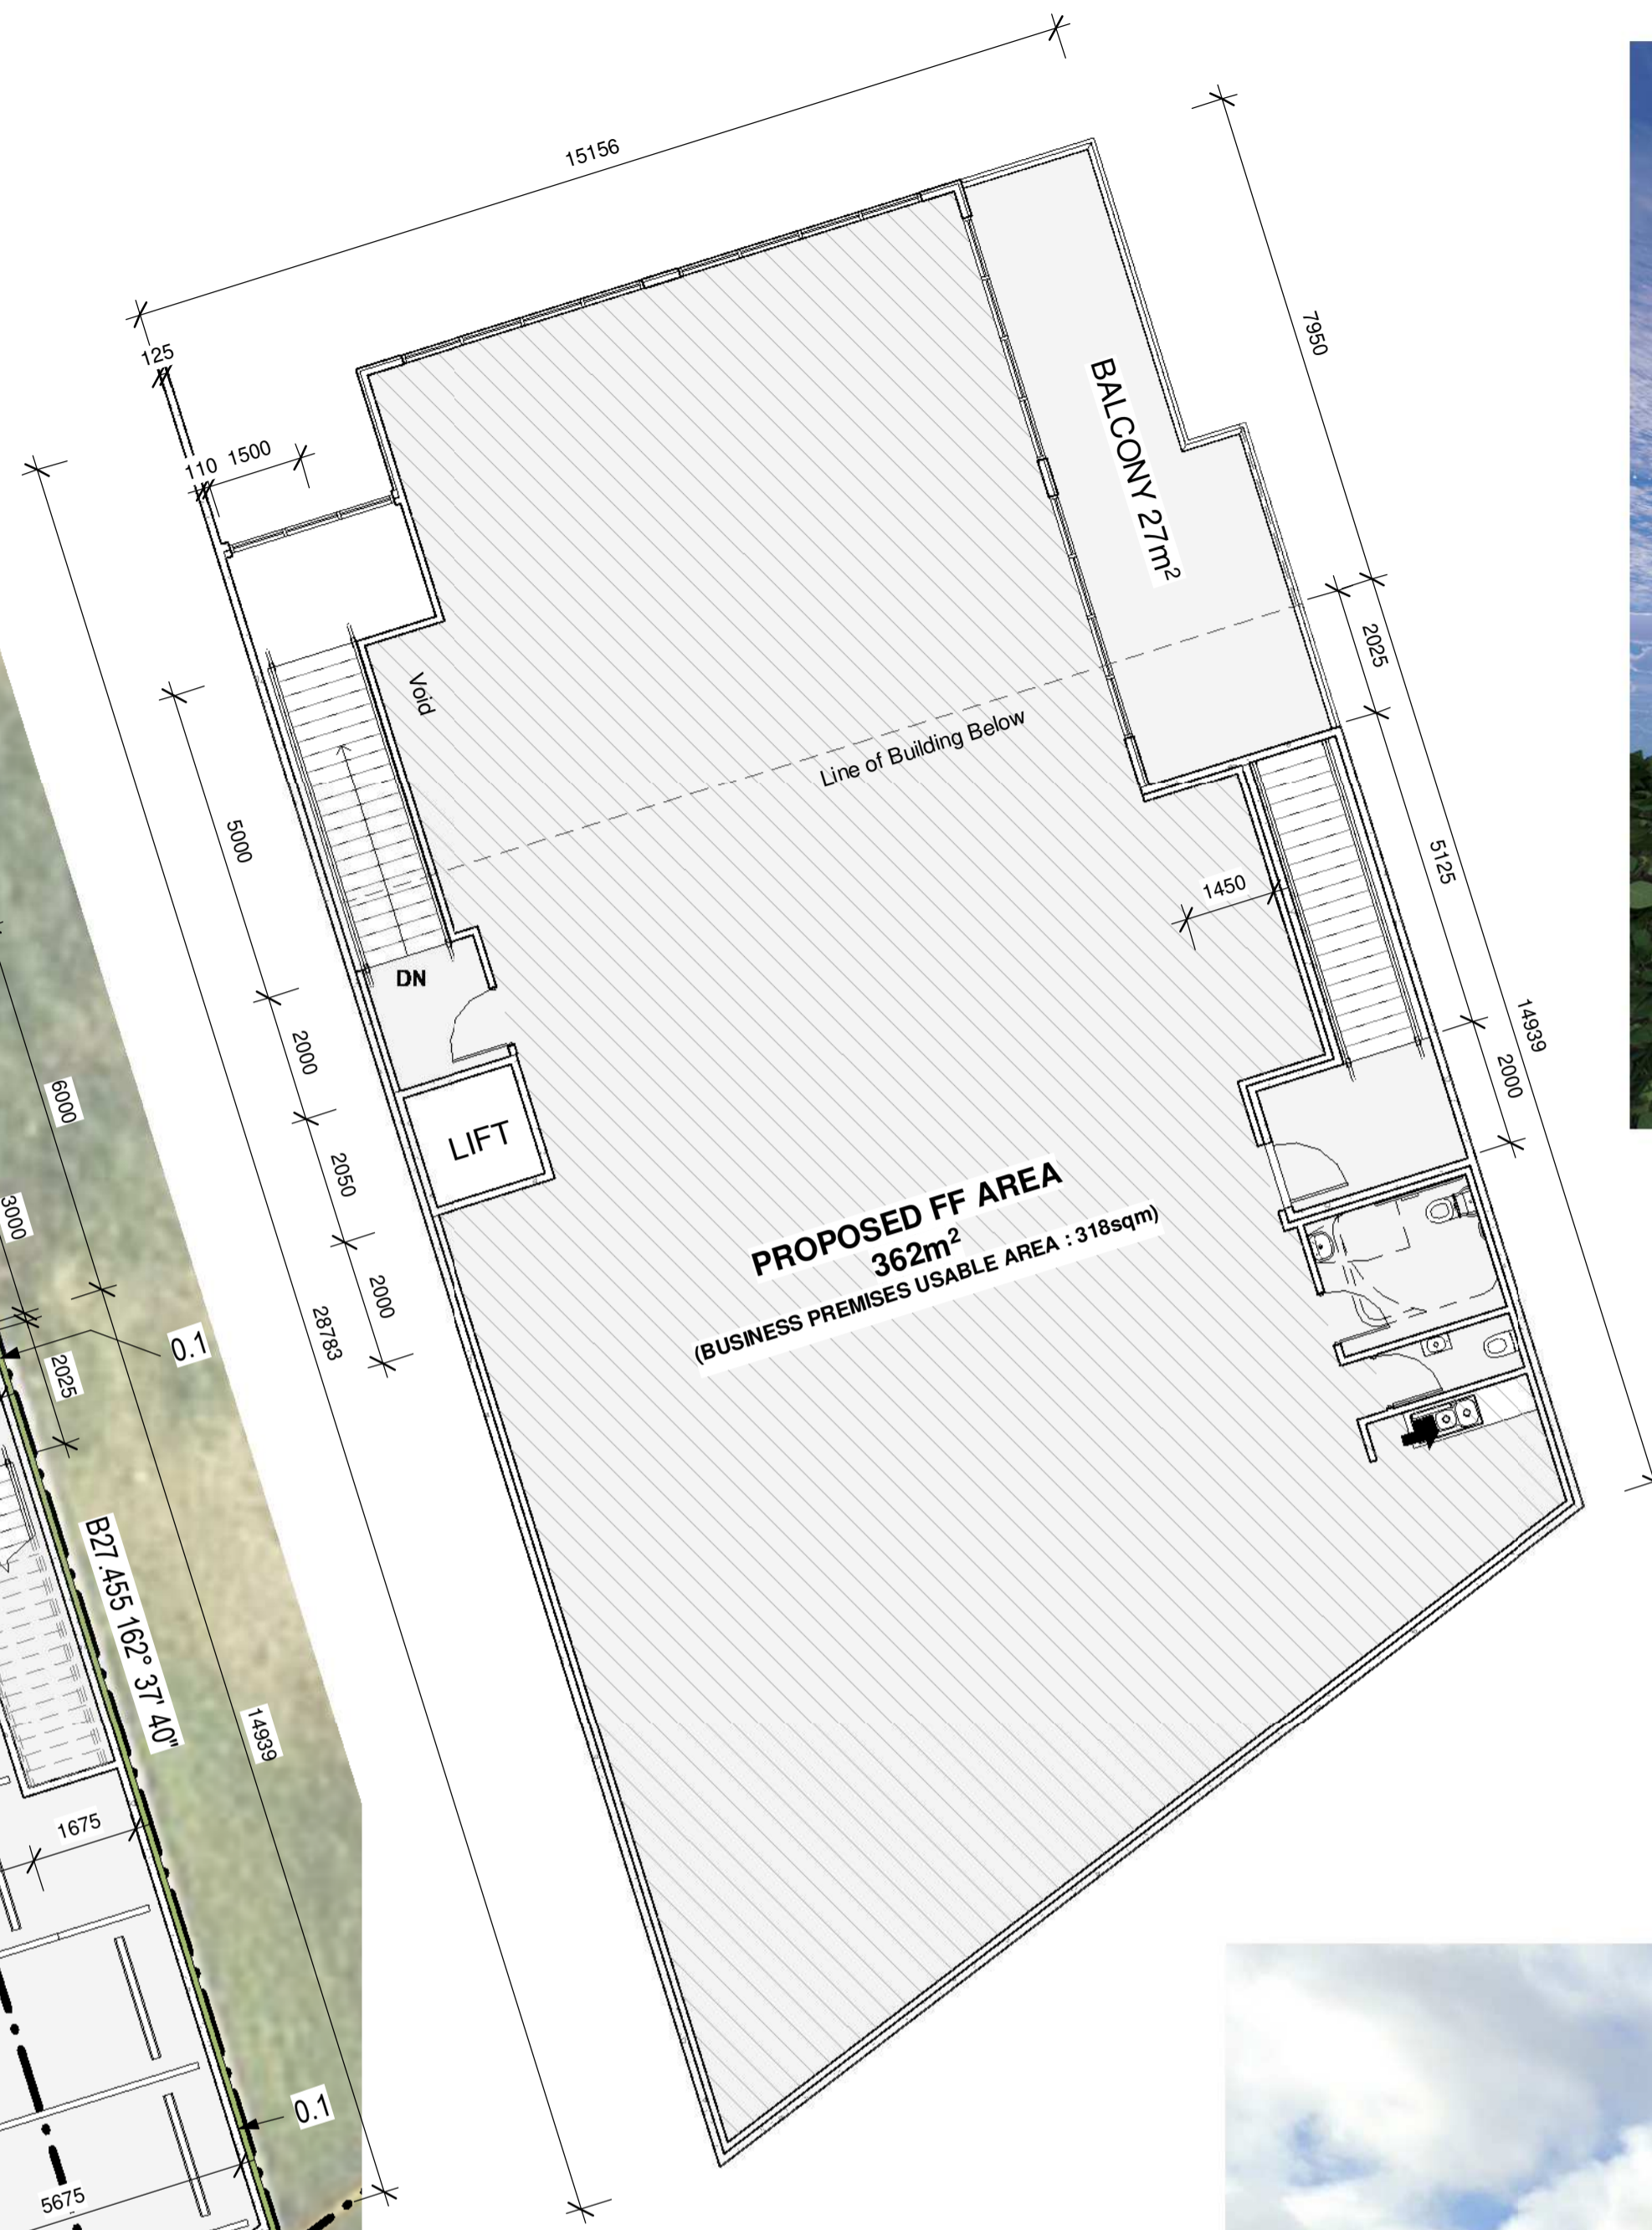 15156
125
7950
110
1500
BALCONY 27m²
Void
2025
Line of Building Below
5000
5125
1450
DN
14939
2000
2000
6000
LIFT
2050
3000
PROPOSED FF AREA
362m²
(BUSINESS PREMISES USABLE AREA : 318sqm)
2000
28783
0.1
2025
B27.455 162° 37' 40"
14939
1675
0.1
5675